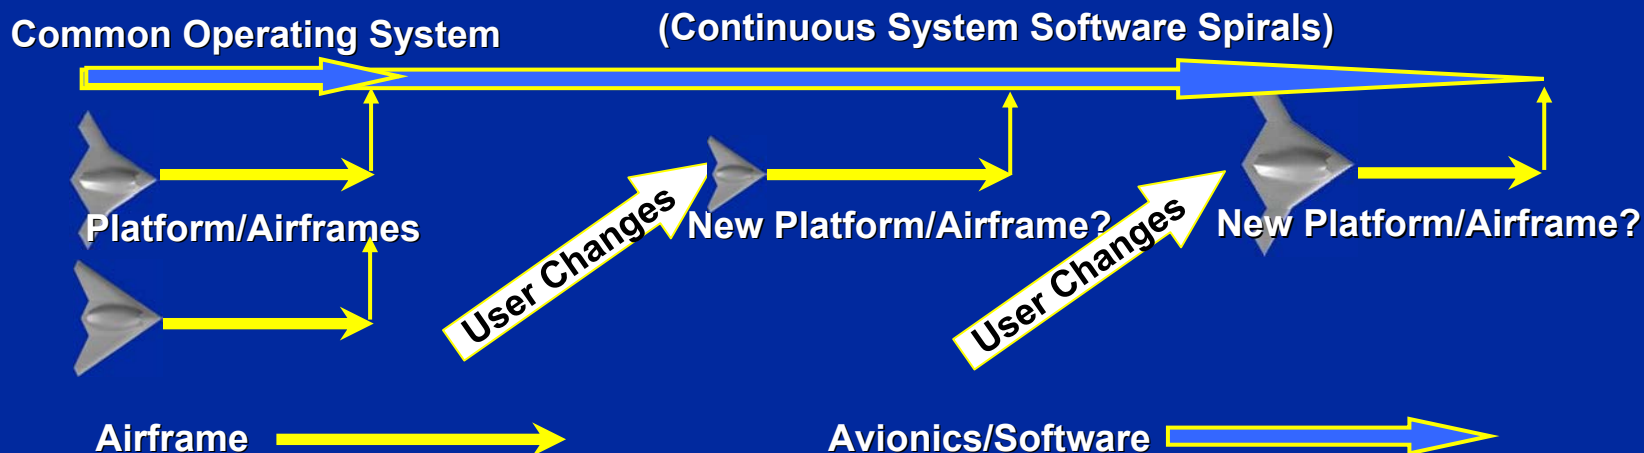 Common Operating System
(Continuous System Software Spirals)
Platform/Airframes
User Changes
New Platform/Airframe?
User Changes
New Platform/Airframe?
Airframe
Avionics/Software